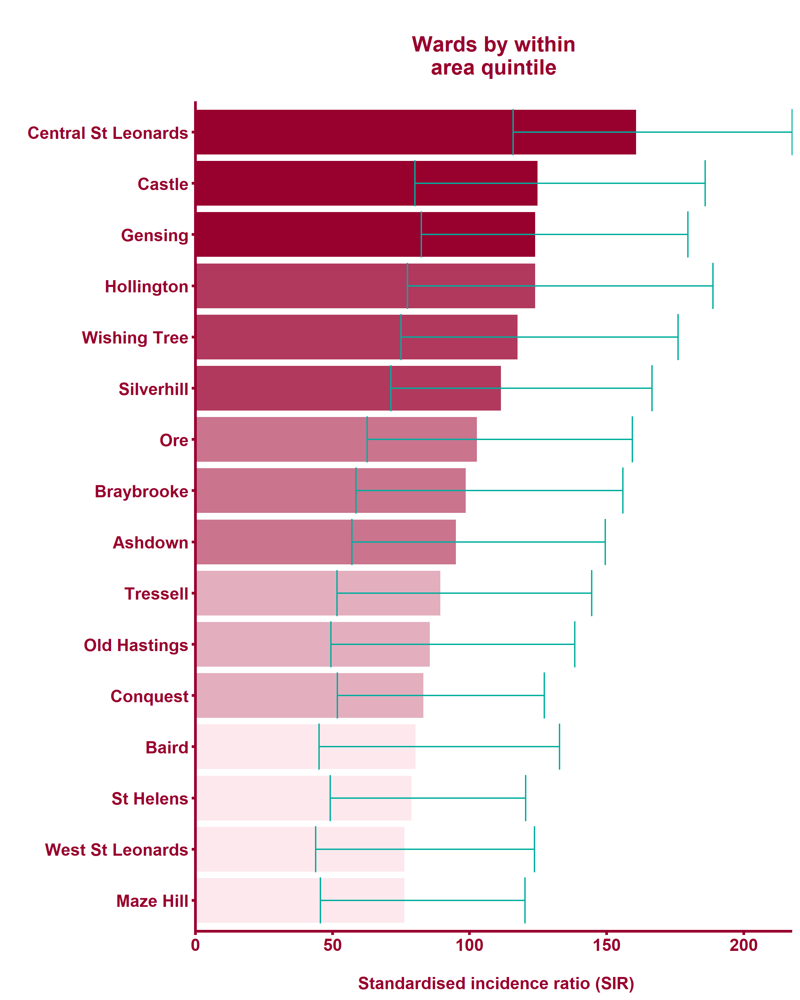 Wards by within
area quintile
Central St Leonards
Castle
Gensing
Hollington
Wishing Tree
Silverhill
Ore
Braybrooke
Ashdown
Tressell
Old Hastings
Conquest
Baird
St Helens
West St Leonards
Maze Hill
0 50 100 150 200
Standardised incidence ratio (SIR)